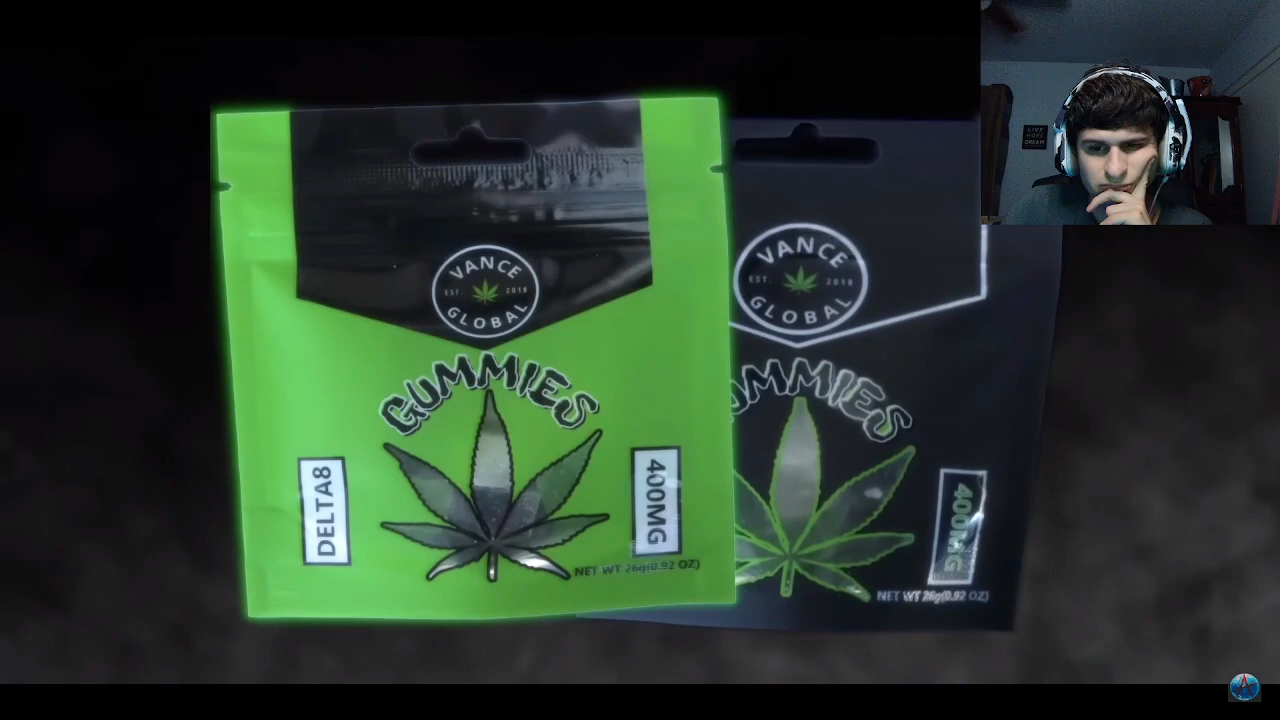 VANCE
EST. 2018
GLOBAL
GUMMIES
DELTA8
400MG
NET WT 26g(0.92 OZ)
VANCE
EST. 2018
GLOBAL
UMMIES
400MG
NET WT 26g(0.92 OZ)
LIVE
HOPE
DREAM